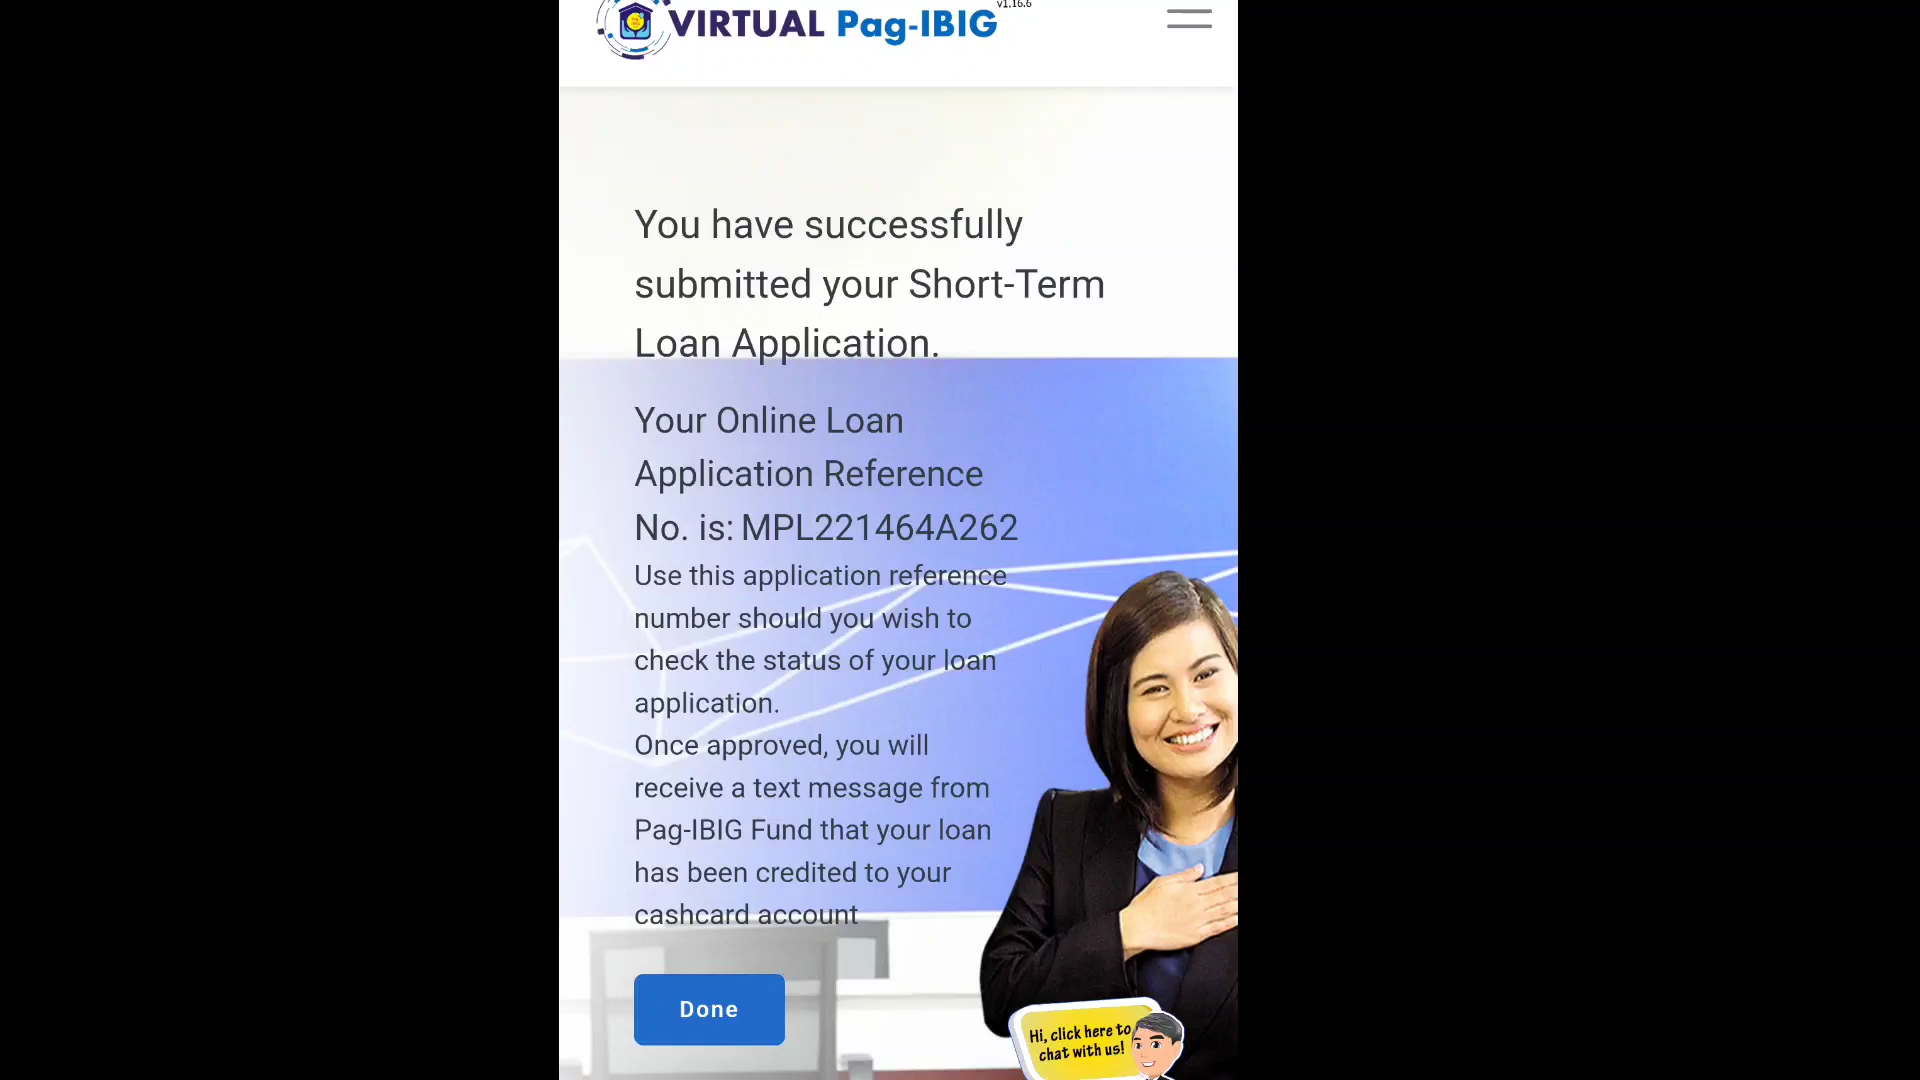 v1.16.6
VIRTUAL Pag-IBIG
You have successfully
submitted your Short-Term
Loan Application.
Your Online Loan
Application Reference
No. is: MPL221464A262
Use this application reference
number should you wish to
check the status of your loan
application.
Once approved, you will
receive a text message from
Pag-IBIG Fund that your loan
has been credited to your
cashcard account
Done
Hi, click here to
chat with us!